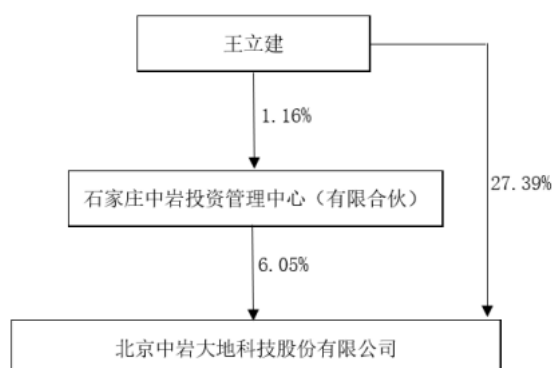 王立建
1.16%
石家庄中岩投资管理中心（有限合伙）
27.39%
6.05%
北京中岩大地科技股份有限公司